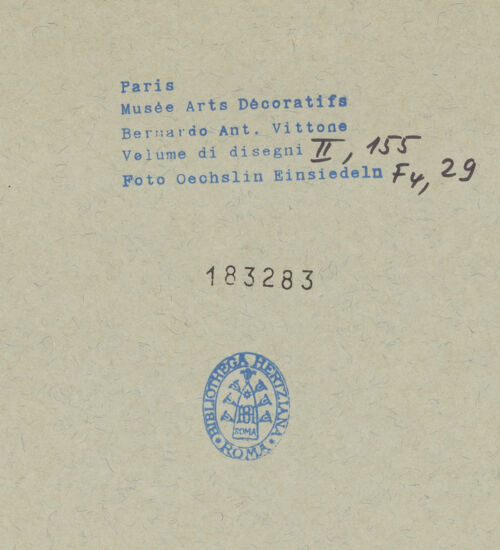 Paris
Musée Arts Décoratifs
Bernardo Ant. Vittone
Volume di disegni II, 155
Foto Oechslin Einsiedeln F4, 29
183283
·BIBLIOTHECA HERTZIANA·
ROMA
BH
ROMA